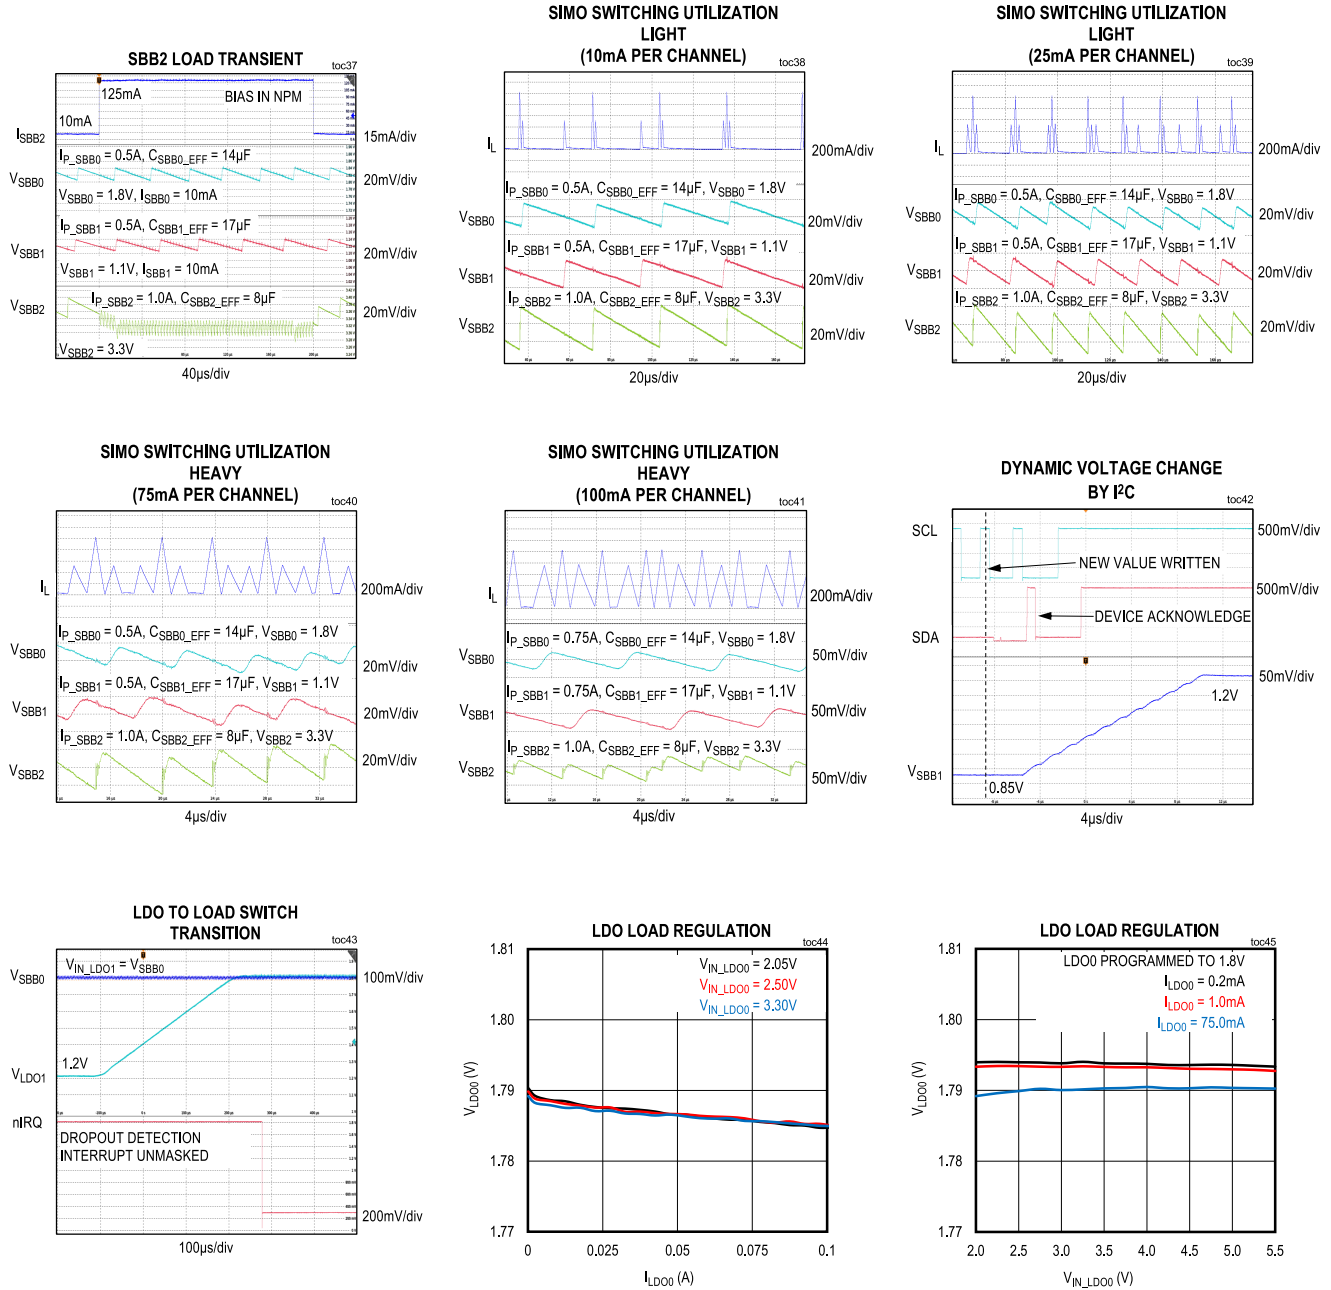 SBB2 LOAD TRANSIENT
toc37
125mA
BIAS IN NPM
10mA
ISBB2
15mA/div
IP_SBB0 = 0.5A, CSBB0_EFF = 14µF
VSBB0
20mV/div
VSBB0 = 1.8V, ISBB0 = 10mA
IP_SBB1 = 0.5A, CSBB1_EFF = 17µF
VSBB1
20mV/div
VSBB1 = 1.1V, ISBB1 = 10mA
IP_SBB2 = 1.0A, CSBB2_EFF = 8µF
VSBB2
20mV/div
VSBB2 = 3.3V
40µs/div
SIMO SWITCHING UTILIZATION
LIGHT
(10mA PER CHANNEL)
toc38
IL
200mA/div
IP_SBB0 = 0.5A, CSBB0_EFF = 14µF, VSBB0 = 1.8V
VSBB0
20mV/div
IP_SBB1 = 0.5A, CSBB1_EFF = 17µF, VSBB1 = 1.1V
VSBB1
20mV/div
IP_SBB2 = 1.0A, CSBB2_EFF = 8µF, VSBB2 = 3.3V
VSBB2
20mV/div
20µs/div
SIMO SWITCHING UTILIZATION
LIGHT
(25mA PER CHANNEL)
toc39
IL
200mA/div
IP_SBB0 = 0.5A, CSBB0_EFF = 14µF, VSBB0 = 1.8V
VSBB0
20mV/div
IP_SBB1 = 0.5A, CSBB1_EFF = 17µF, VSBB1 = 1.1V
VSBB1
20mV/div
IP_SBB2 = 1.0A, CSBB2_EFF = 8µF, VSBB2 = 3.3V
VSBB2
20mV/div
20µs/div
SIMO SWITCHING UTILIZATION
HEAVY
(75mA PER CHANNEL)
toc40
IL
200mA/div
IP_SBB0 = 0.5A, CSBB0_EFF = 14µF, VSBB0 = 1.8V
VSBB0
20mV/div
IP_SBB1 = 0.5A, CSBB1_EFF = 17µF, VSBB1 = 1.1V
VSBB1
20mV/div
IP_SBB2 = 1.0A, CSBB2_EFF = 8µF, VSBB2 = 3.3V
VSBB2
20mV/div
4µs/div
SIMO SWITCHING UTILIZATION
HEAVY
(100mA PER CHANNEL)
toc41
IL
200mA/div
IP_SBB0 = 0.75A, CSBB0_EFF = 14µF, VSBB0 = 1.8V
VSBB0
50mV/div
IP_SBB1 = 0.75A, CSBB1_EFF = 17µF, VSBB1 = 1.1V
VSBB1
50mV/div
IP_SBB2 = 1.0A, CSBB2_EFF = 8µF, VSBB2 = 3.3V
VSBB2
50mV/div
4µs/div
DYNAMIC VOLTAGE CHANGE
BY I²C
toc42
SCL
500mV/div
NEW VALUE WRITTEN
500mV/div
DEVICE ACKNOWLEDGE
SDA
50mV/div
1.2V
VSBB1
0.85V
4µs/div
LDO TO LOAD SWITCH
TRANSITION
toc43
VIN_LDO1 = VSBB0
VSBB0
100mV/div
1.2V
VLDO1
nIRQ
DROPOUT DETECTION
INTERRUPT UNMASKED
200mV/div
100µs/div
LDO LOAD REGULATION
toc44
1.81
1.80
1.79
1.78
1.77
VLDO0 (V)
VIN_LDO0 = 2.05V
VIN_LDO0 = 2.50V
VIN_LDO0 = 3.30V
0 0.025 0.05 0.075 0.1
ILDO0 (A)
LDO LOAD REGULATION
toc45
1.81
1.80
1.79
1.78
1.77
VLDO0 (V)
LDO0 PROGRAMMED TO 1.8V
ILDO0 = 0.2mA
ILDO0 = 1.0mA
ILDO0 = 75.0mA
2.0 2.5 3.0 3.5 4.0 4.5 5.0 5.5
VIN_LDO0 (V)